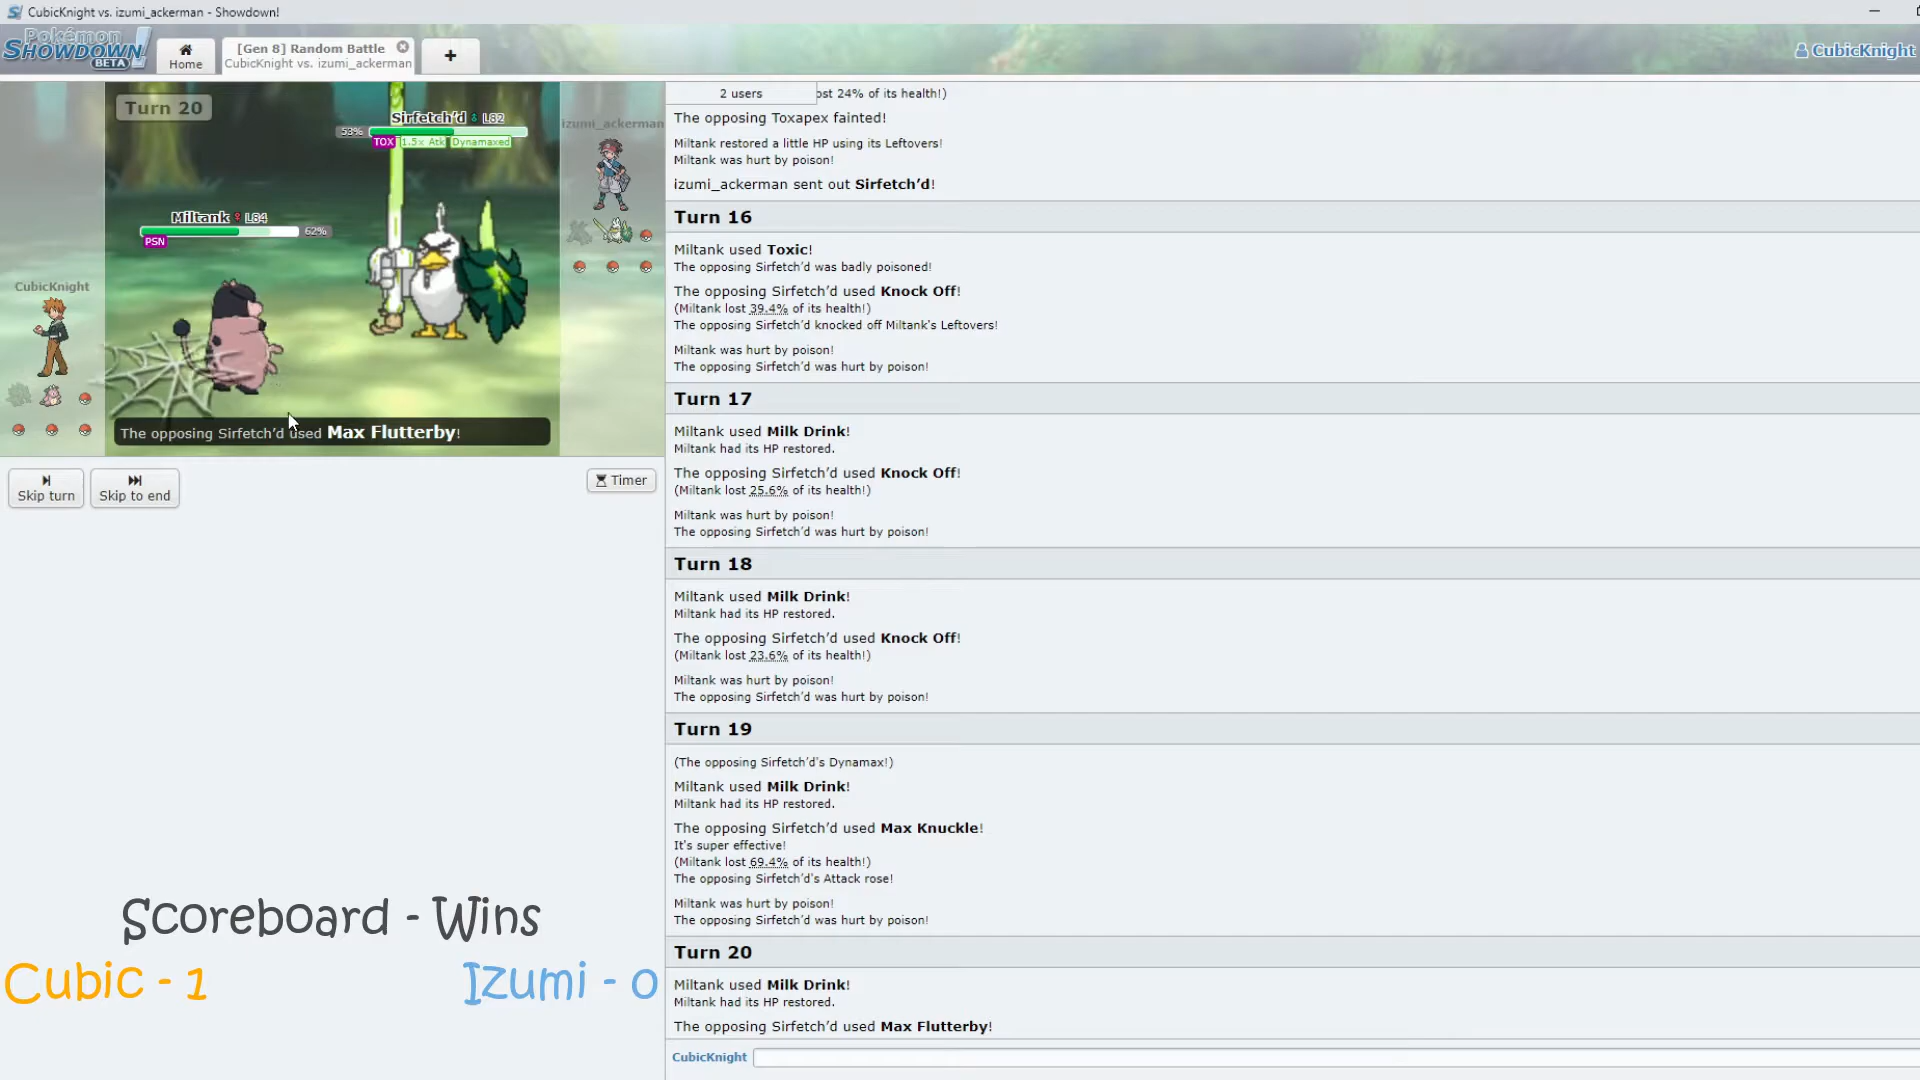 CubicKnight vs. izumi_ackerman - Showdown!
Pokémon
SHOWDOWN!
BETA
Home
[Gen 8] Random Battle
CubicKnight vs. izumi_ackerman
+
CubicKnight
Turn 20
Sirfetch'd L82
53%
TOX 1.5× Atk Dynamaxed
izumi_ackerman
Miltank L84
62%
PSN
CubicKnight
The opposing Sirfetch'd used Max Flutterby!
Skip turn
Skip to end
Timer
Scoreboard - Wins
Cubic - 1
Izumi - 0
2 users
ost 24% of its health!)
The opposing Toxapex fainted!
Miltank restored a little HP using its Leftovers!
Miltank was hurt by poison!
izumi_ackerman sent out Sirfetch'd!
Turn 16
Miltank used Toxic!
The opposing Sirfetch'd was badly poisoned!
The opposing Sirfetch'd used Knock Off!
(Miltank lost 39.4% of its health!)
The opposing Sirfetch'd knocked off Miltank's Leftovers!
Miltank was hurt by poison!
The opposing Sirfetch'd was hurt by poison!
Turn 17
Miltank used Milk Drink!
Miltank had its HP restored.
The opposing Sirfetch'd used Knock Off!
(Miltank lost 25.6% of its health!)
Miltank was hurt by poison!
The opposing Sirfetch'd was hurt by poison!
Turn 18
Miltank used Milk Drink!
Miltank had its HP restored.
The opposing Sirfetch'd used Knock Off!
(Miltank lost 23.6% of its health!)
Miltank was hurt by poison!
The opposing Sirfetch'd was hurt by poison!
Turn 19
(The opposing Sirfetch'd's Dynamax!)
Miltank used Milk Drink!
Miltank had its HP restored.
The opposing Sirfetch'd used Max Knuckle!
It's super effective!
(Miltank lost 69.4% of its health!)
The opposing Sirfetch'd's Attack rose!
Miltank was hurt by poison!
The opposing Sirfetch'd was hurt by poison!
Turn 20
Miltank used Milk Drink!
Miltank had its HP restored.
The opposing Sirfetch'd used Max Flutterby!
CubicKnight